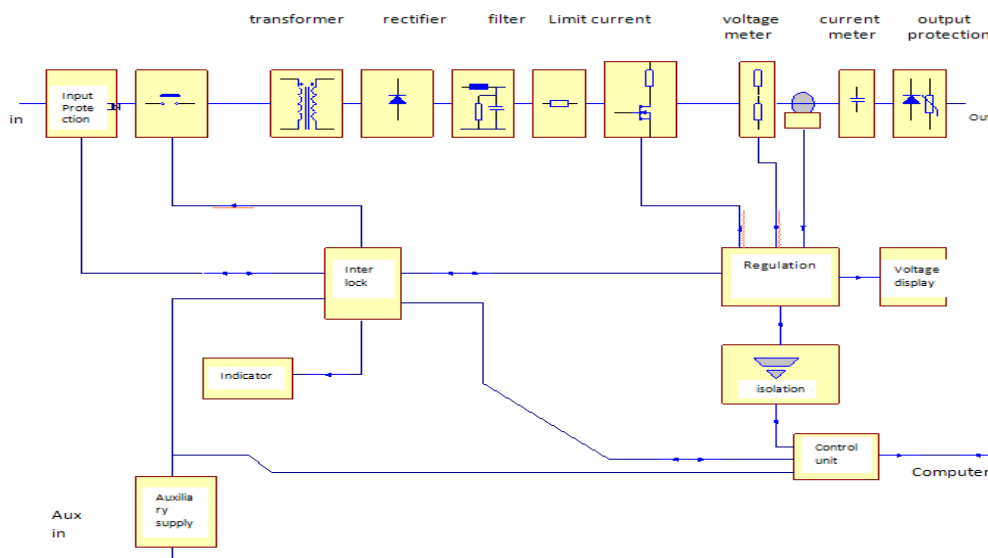 transformer rectifier filter Limit current voltage meter current meter output protection
Input
Prote
ction
in
Out
Inter
lock
Regulation
Voltage
display
Indicator
isolation
Control
unit
Computer
Auxilia
ry
supply
Aux
in